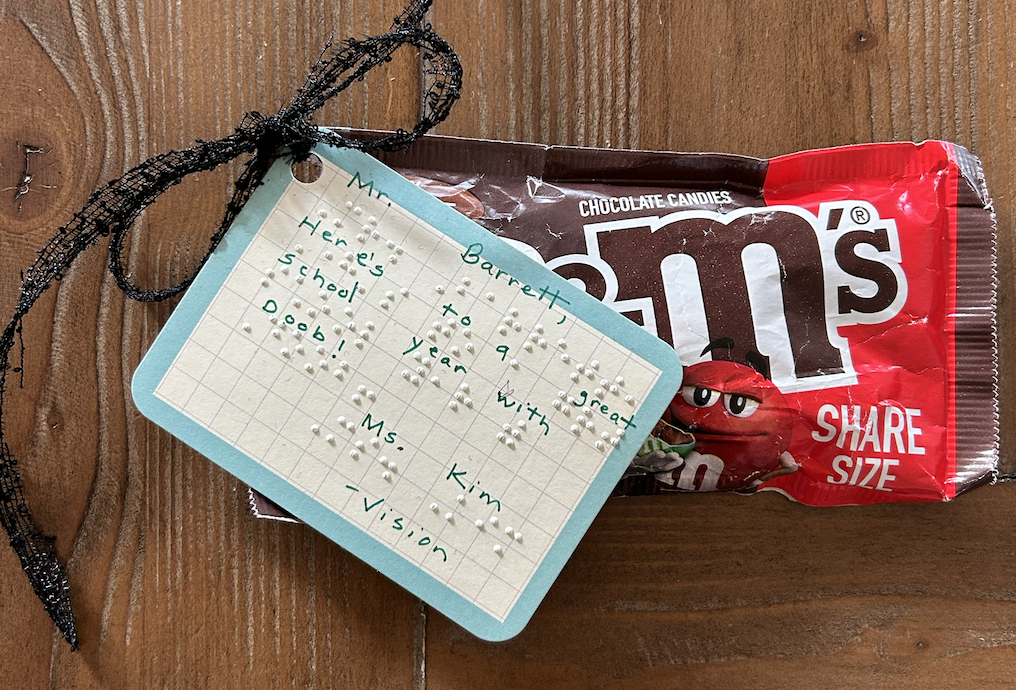 Mr. Barrett,
Here's to a great
school year with
Doob!
Ms. Kim
-Vision
CHOCOLATE CANDIES
m's®
SHARE
SIZE
m